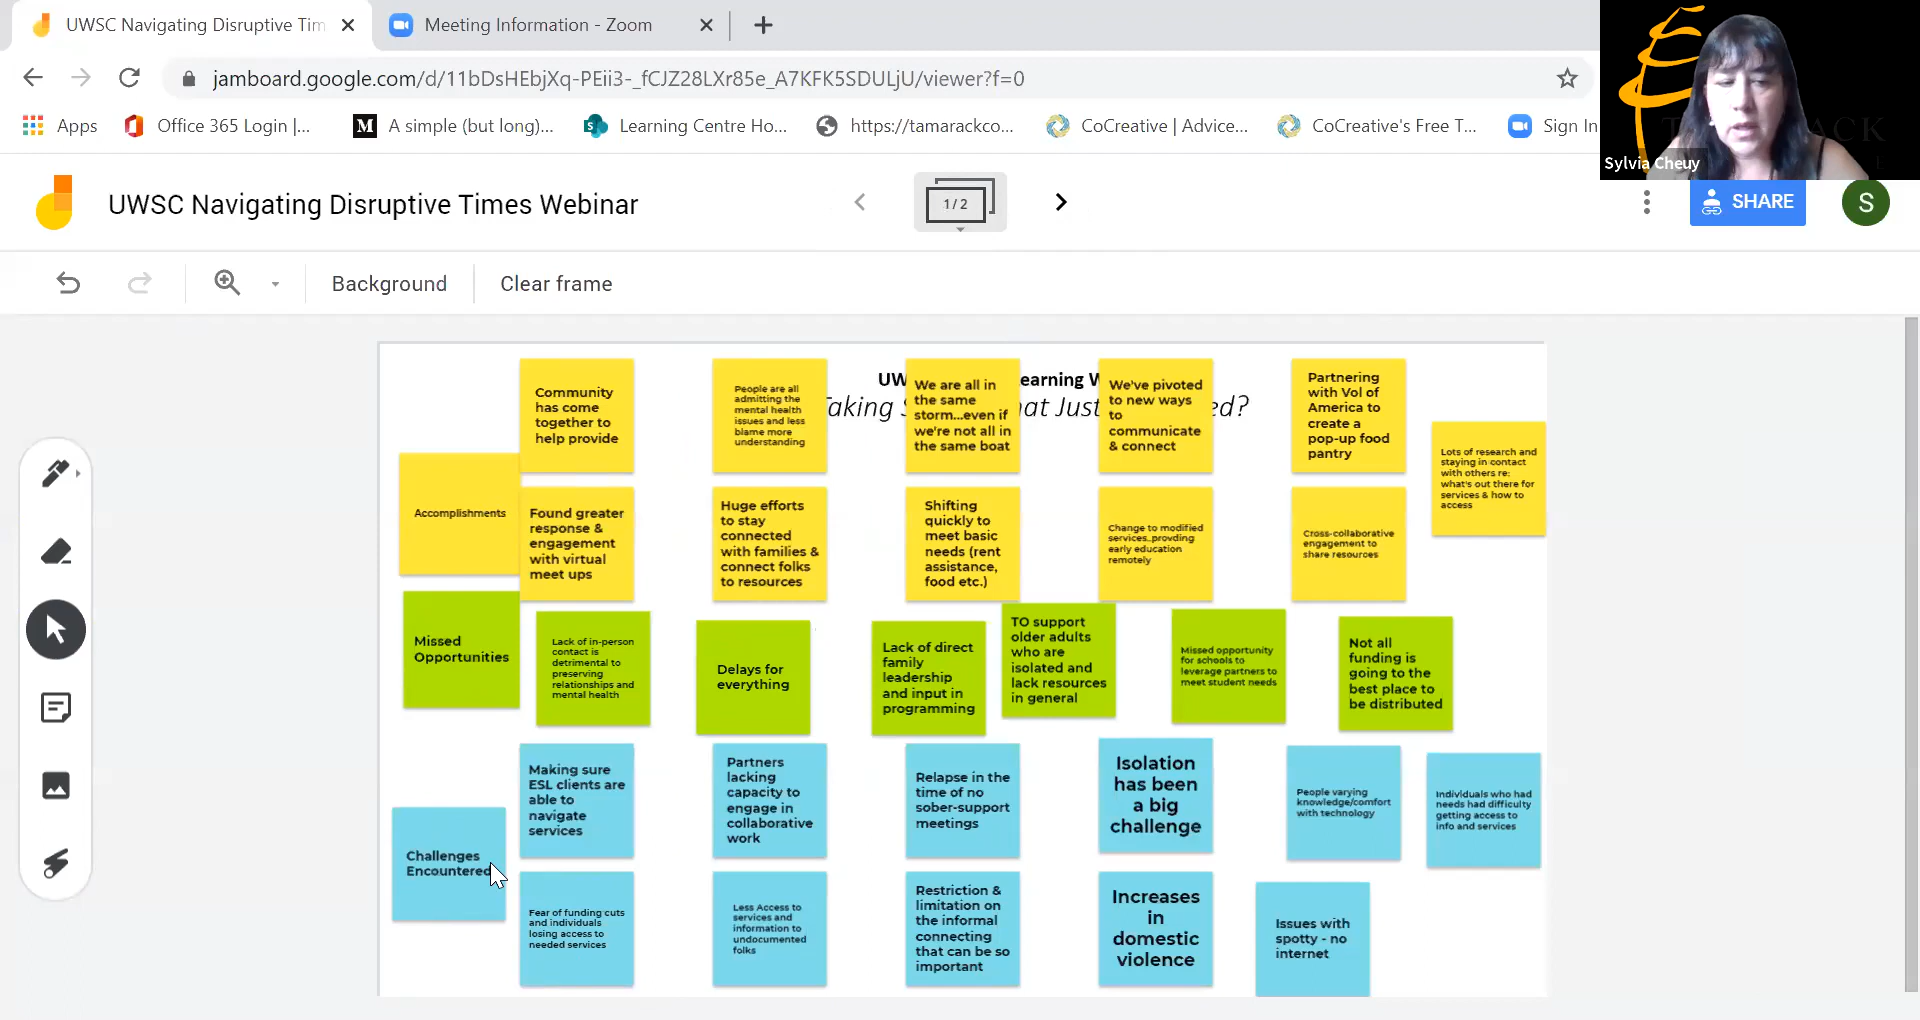 UWSC Navigating Disruptive Tim
Meeting Information - Zoom
jamboard.google.com/d/11bDsHEbjXq-PEii3-_fCJZ28LXr85e_A7KFK5SDULjU/viewer?f=0
Apps
Office 365 Login |...
A simple (but long)...
Learning Centre Ho...
https://tamarackco...
CoCreative | Advice...
CoCreative's Free T...
Sign In
Sylvia Cheuy
UWSC Navigating Disruptive Times Webinar
1 / 2
SHARE
S
Background
Clear frame
Accomplishments
Community
has come
together to
help provide
People are all
admitting the
mental health
issues and less
blame more
understanding
We are all in
the same
storm...even if
we're not all in
the same boat
We've pivoted
to new ways
to
communicate
& connect
Partnering
with Vol of
America to
create a
pop-up food
pantry
Lots of research and
staying in contact
with others re:
what's out there for
services & how to
access
Found greater
response &
engagement
with virtual
meet ups
Huge efforts
to stay
connected
with families &
connect folks
to resources
Shifting
quickly to
meet basic
needs (rent
assistance,
food etc.)
Change to modified
services..provding
early education
remotely
Cross-collaborative
engagement to
share resources
Missed
Opportunities
Lack of in-person
contact is
detrimental to
preserving
relationships and
mental health
Delays for
everything
Lack of direct
family
leadership
and input in
programming
TO support
older adults
who are
isolated and
lack resources
in general
Missed opportunity
for schools to
leverage partners to
meet student needs
Not all
funding is
going to the
best place to
be distributed
Challenges
Encountered
Making sure
ESL clients are
able to
navigate
services
Partners
lacking
capacity to
engage in
collaborative
work
Relapse in the
time of no
sober-support
meetings
Isolation
has been
a big
challenge
People varying
knowledge/comfort
with technology
Individuals who had
needs had difficulty
getting access to
info and services
Fear of funding cuts
and individuals
losing access to
needed services
Less Access to
services and
information to
undocumented
folks
Restriction &
limitation on
the informal
connecting
that can be so
important
Increases
in
domestic
violence
Issues with
spotty - no
internet